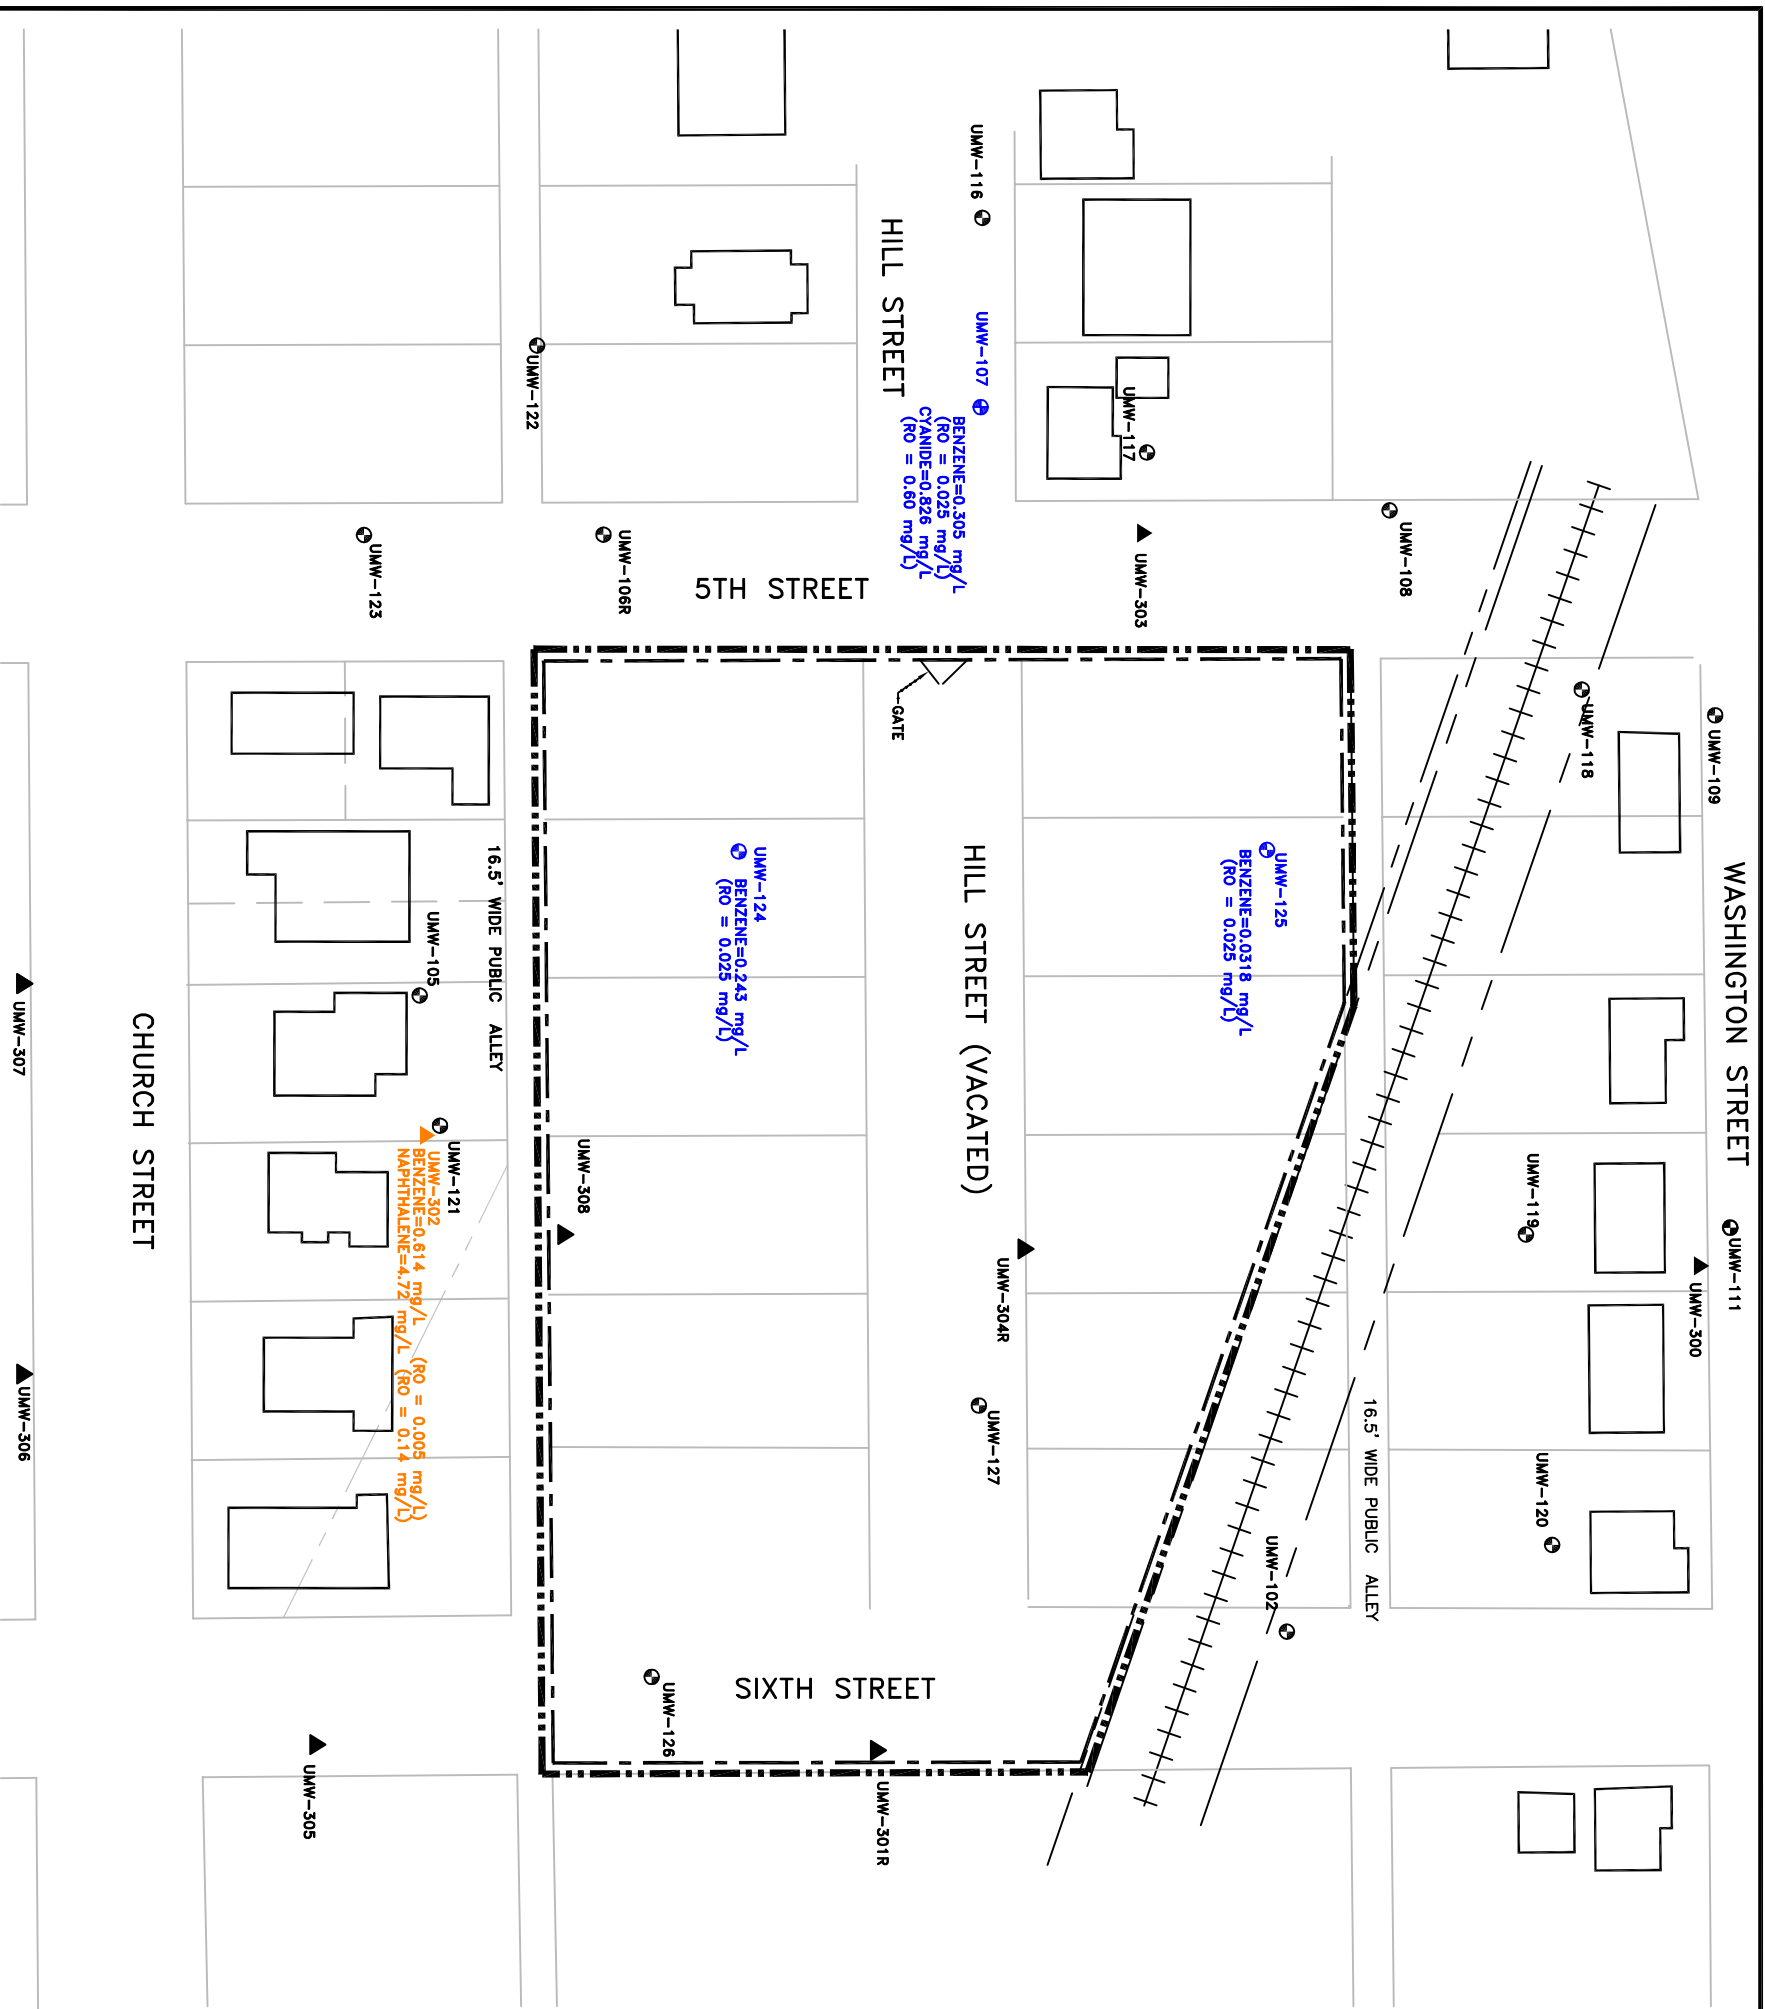 WASHINGTON STREET
UMW-109
UMW-111
UMW-300
UMW-118
UMW-119
UMW-120
UMW-108
16.5' WIDE PUBLIC ALLEY
UMW-102
UMW-117
UMW-303
UMW-125
BENZENE=0.0318 mg/L
(RO = 0.025 mg/L)
UMW-116
UMW-107
BENZENE=0.305 mg/L
(RO = 0.025 mg/L)
CYANIDE=0.826 mg/L
(RO = 0.60 mg/L)
HILL STREET
GATE
HILL STREET (VACATED)
UMW-304R
UMW-127
5TH STREET
SIXTH STREET
UMW-301R
UMW-124
BENZENE=0.243 mg/L
(RO = 0.025 mg/L)
UMW-126
UMW-106R
UMW-308
UMW-122
16.5' WIDE PUBLIC ALLEY
UMW-105
UMW-121
UMW-302
BENZENE=0.614 mg/L (RO = 0.005 mg/L)
NAPHTHALENE=4.72 mg/L (RO = 0.14 mg/L)
UMW-123
UMW-305
CHURCH STREET
UMW-307
UMW-306